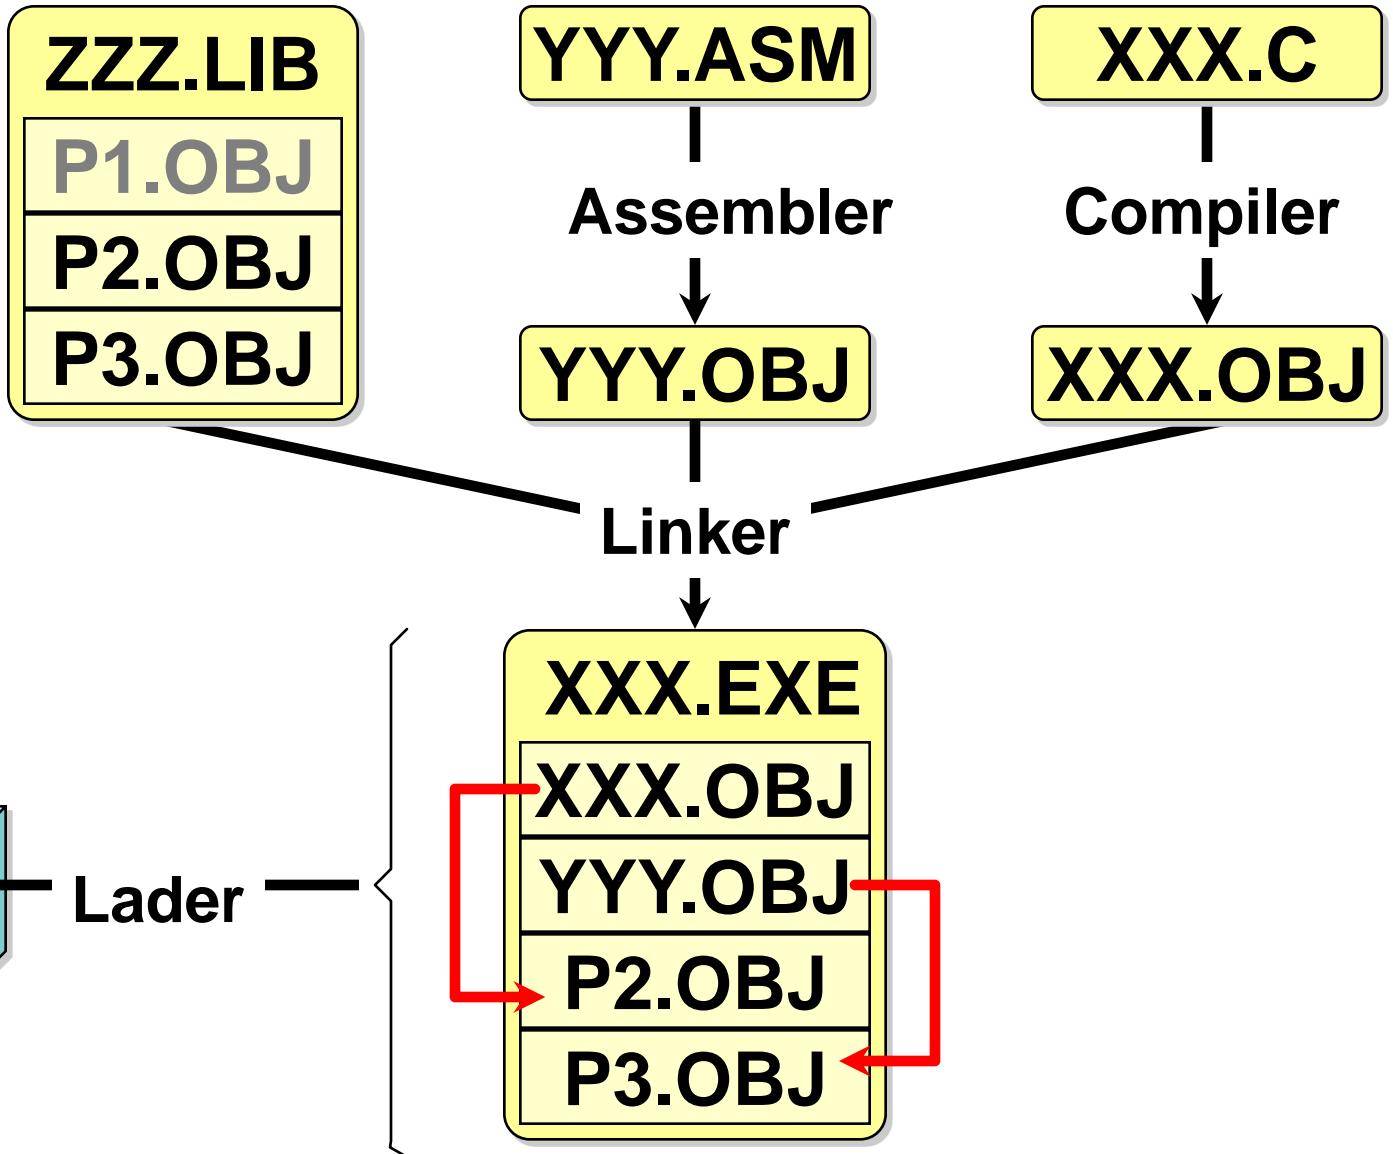 ZZZ.LIB
P1.OBJ
P2.OBJ
P3.OBJ
YYY.ASM
Assembler
YYY.OBJ
XXX.C
Compiler
XXX.OBJ
Linker
XXX.EXE
XXX.OBJ
YYY.OBJ
P2.OBJ
P3.OBJ
Lader